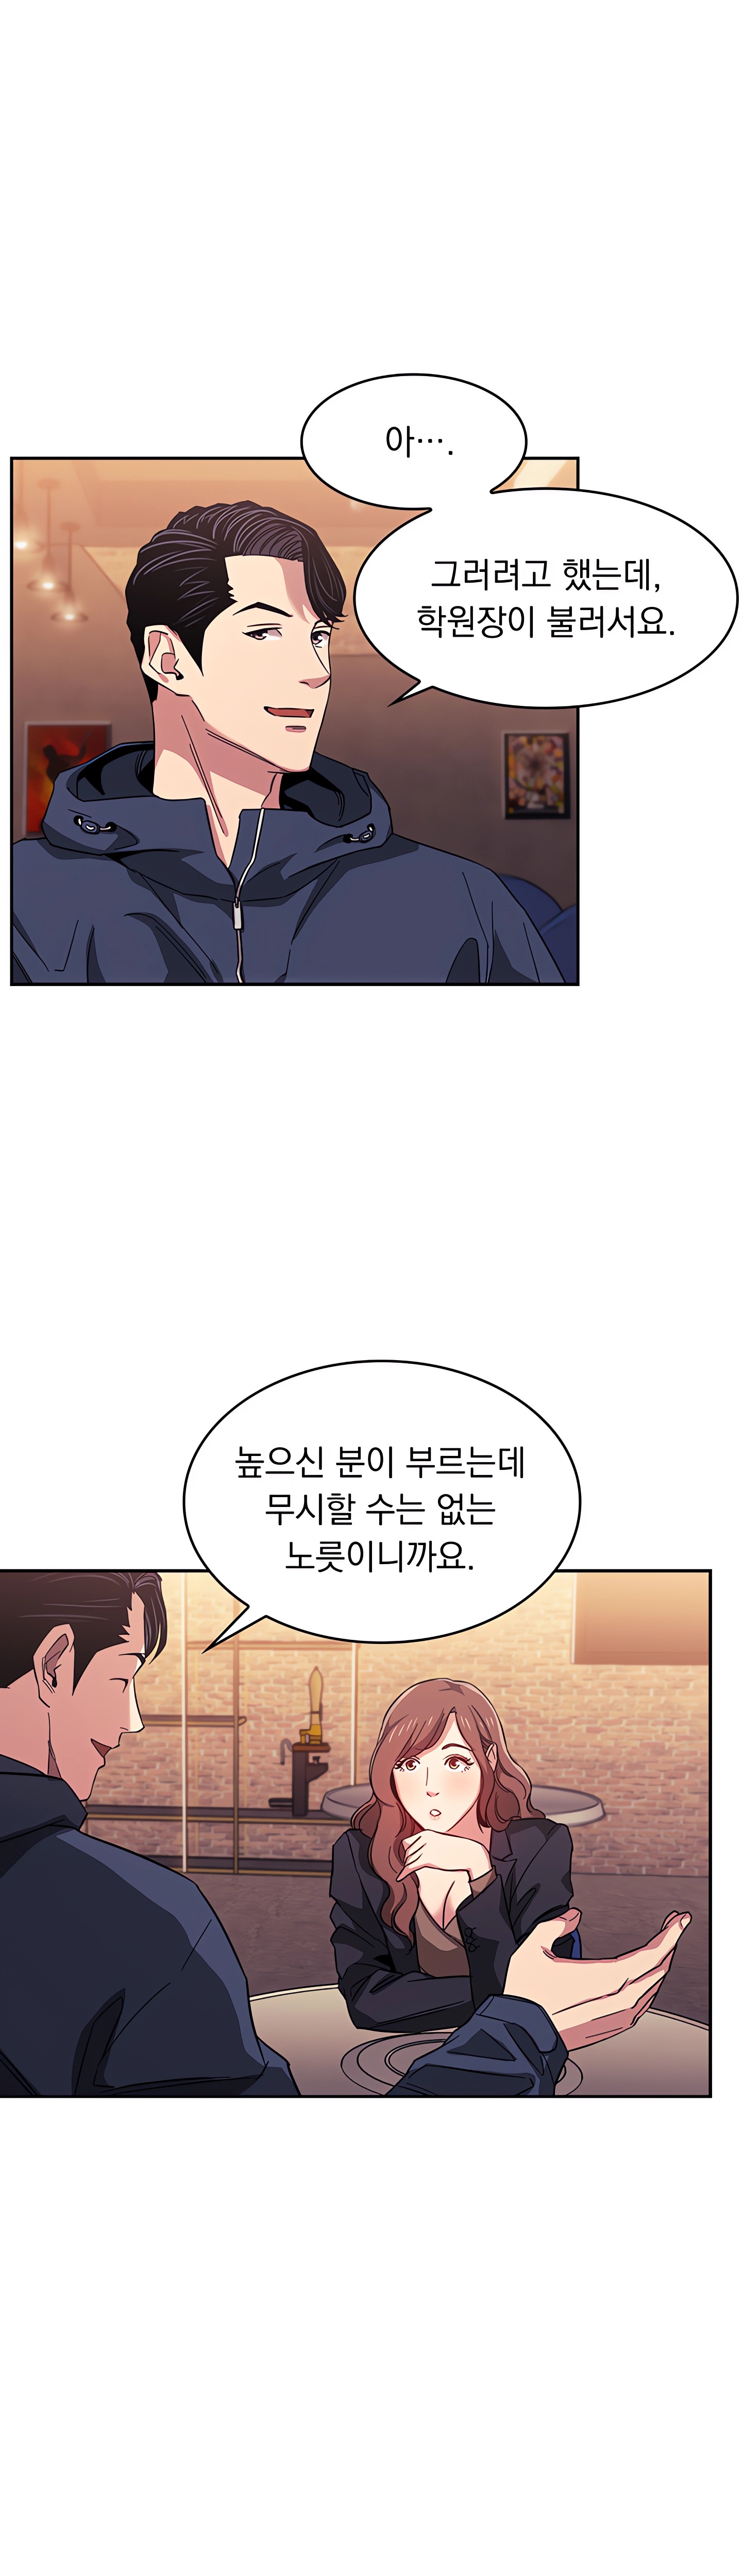 아….
그러려고 했는데,
학원장이 불러서요.
높으신 분이 부르는데
무시할 수는 없는
노릇이니까요.